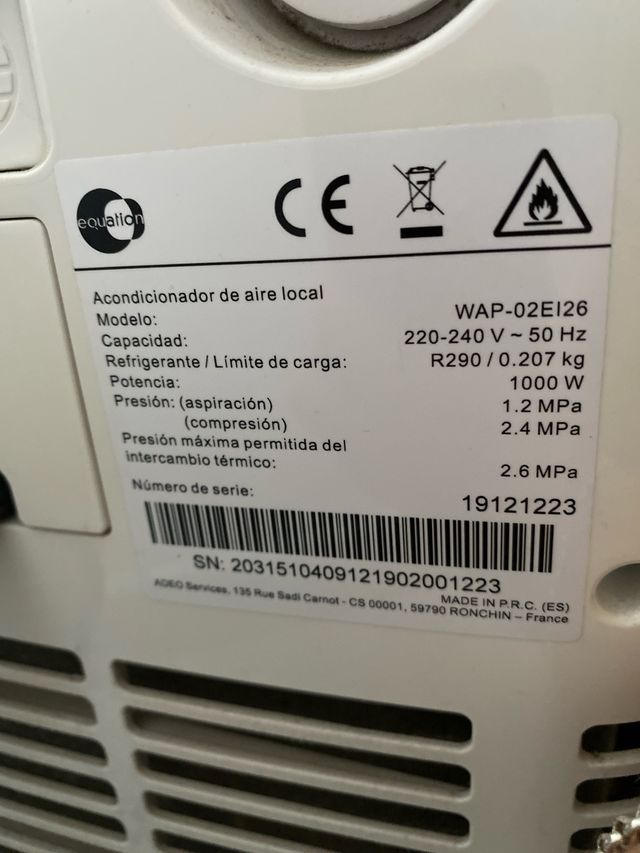 equation
CE
Acondicionador de aire local
Modelo: WAP-02EI26
Capacidad: 220-240 V ~ 50 Hz
Refrigerante / Límite de carga: R290 / 0.207 kg
Potencia: 1000 W
Presión: (aspiración) 1.2 MPa
(compresión) 2.4 MPa
Presión máxima permitida del
intercambio térmico: 2.6 MPa
Número de serie: 19121223
SN: 2031510409121902001223
MADE IN P.R.C. (ES)
ADEO Services, 135 Rue Sadi Carnot - CS 00001, 59790 RONCHIN – France